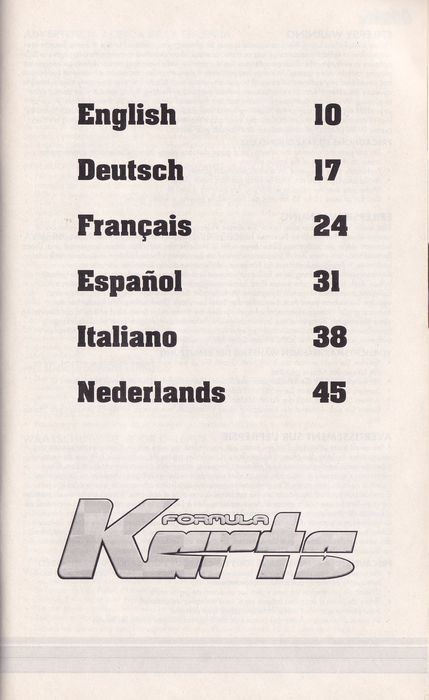 English 10
Deutsch 17
Français 24
Español 31
Italiano 38
Nederlands 45
FORMULA
Karts